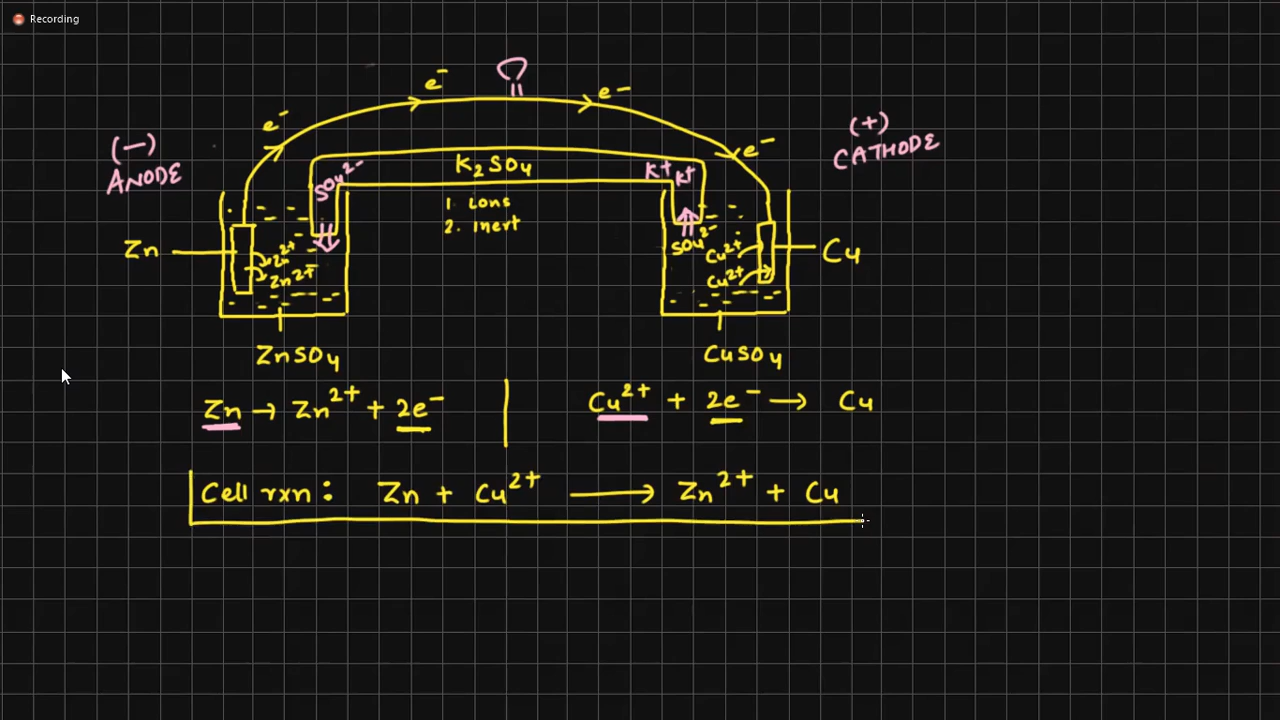 Recording
e⁻
e⁻
e⁻
e⁻
(−)
ANODE
(+)
CATHODE
SO₄²⁻
K₂SO₄
K⁺ K⁺
1. ions
2. inert
Zn
Zn²⁺
Zn²⁺
SO₄²⁻
Cu²⁺
Cu²⁺
Cu
ZnSO₄
CuSO₄
Zn → Zn²⁺ + 2e⁻
Cu²⁺ + 2e⁻ → Cu
Cell rxn: Zn + Cu²⁺ ⟶ Zn²⁺ + Cu